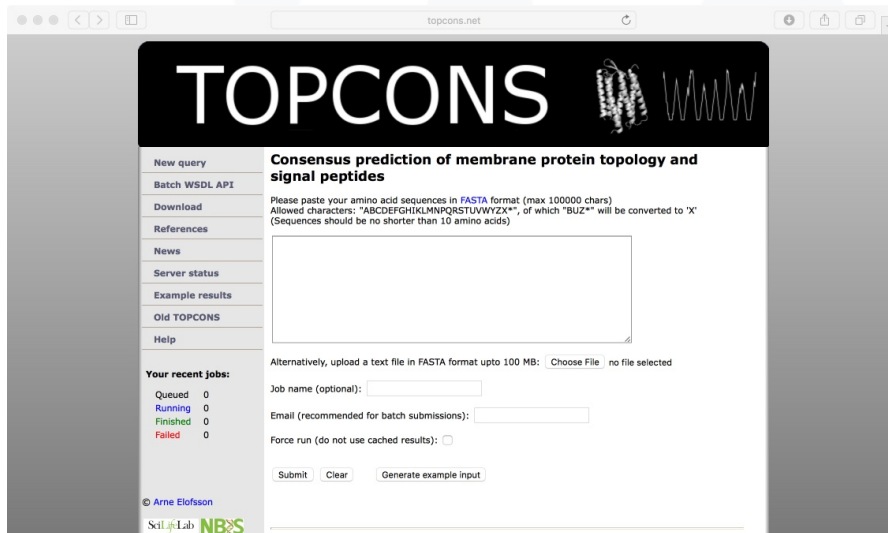 topcons.net
TOPCONS
New query
Batch WSDL API
Download
References
News
Server status
Example results
Old TOPCONS
Help
Your recent jobs:
Queued 0
Running 0
Finished 0
Failed 0
© Arne Elofsson
SciLifeLab NBIS
Consensus prediction of membrane protein topology and
signal peptides
Please paste your amino acid sequences in FASTA format (max 100000 chars)
Allowed characters: "ABCDEFGHIKLMNPQRSTUVWYZX*", of which "BUZ*" will be converted to 'X'
(Sequences should be no shorter than 10 amino acids)
Alternatively, upload a text file in FASTA format upto 100 MB: Choose File no file selected
Job name (optional):
Email (recommended for batch submissions):
Force run (do not use cached results):
Submit Clear Generate example input